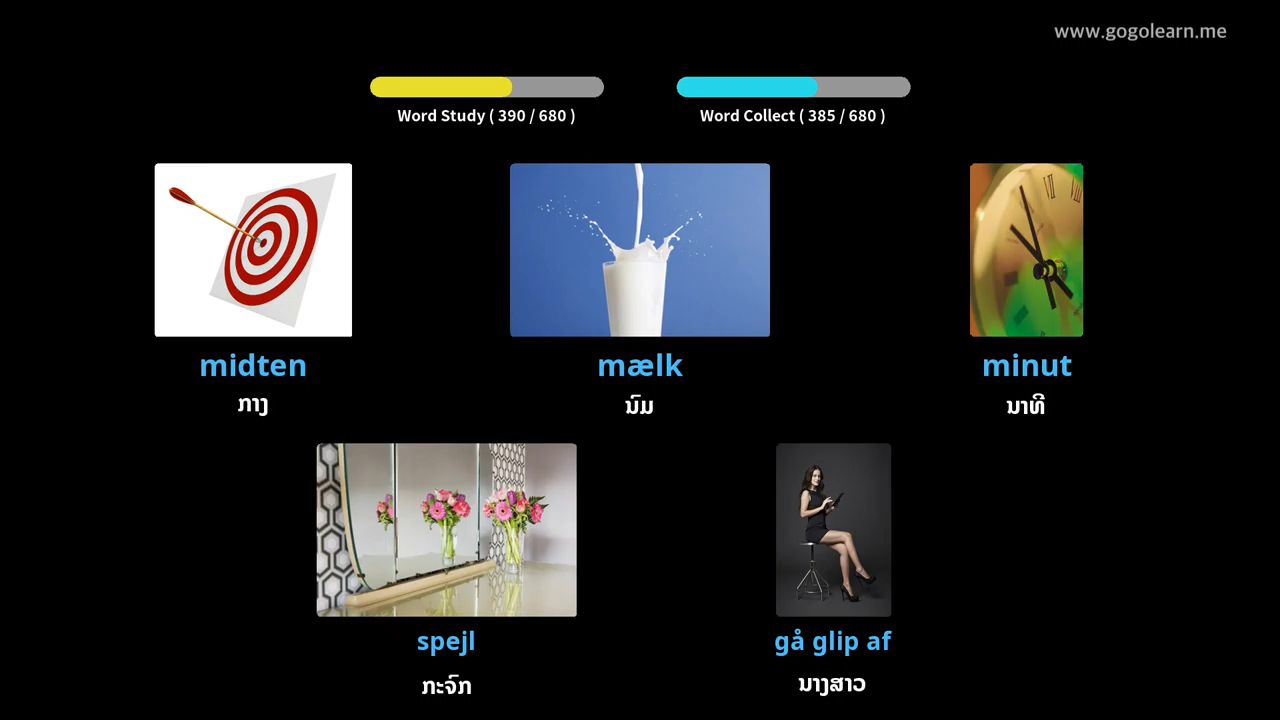 www.gogolearn.me
Word Study ( 390 / 680 )
Word Collect ( 385 / 680 )
midten
ກາງ
mælk
ນົມ
minut
ນາທີ
spejl
ກະຈົກ
gå glip af
ນາງສາວ